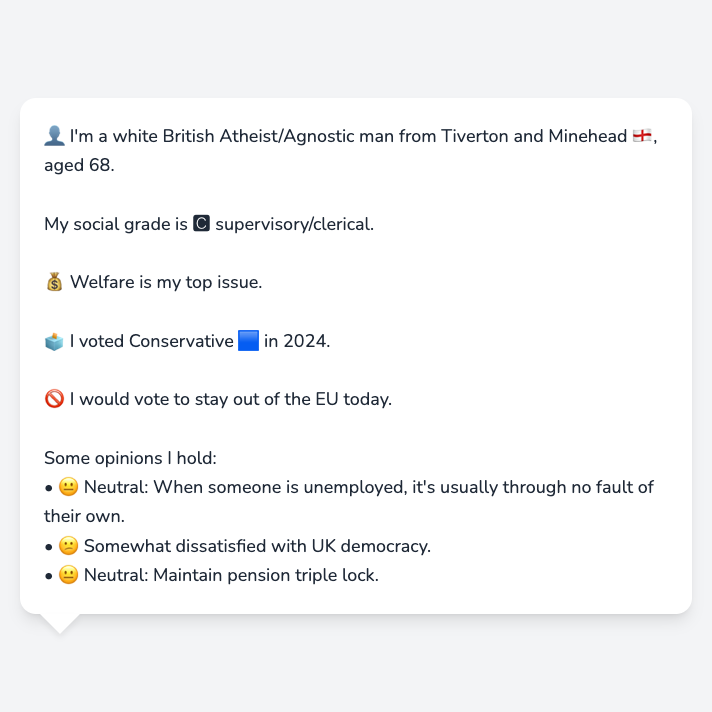 👤 I'm a white British Atheist/Agnostic man from Tiverton and Minehead 🏴󠁧󠁢󠁥󠁮󠁧󠁿,
aged 68.
My social grade is 🅲 supervisory/clerical.
💰 Welfare is my top issue.
🗳️ I voted Conservative 🟦 in 2024.
🚫 I would vote to stay out of the EU today.
Some opinions I hold:
• 😐 Neutral: When someone is unemployed, it's usually through no fault of
their own.
• 😕 Somewhat dissatisfied with UK democracy.
• 😐 Neutral: Maintain pension triple lock.